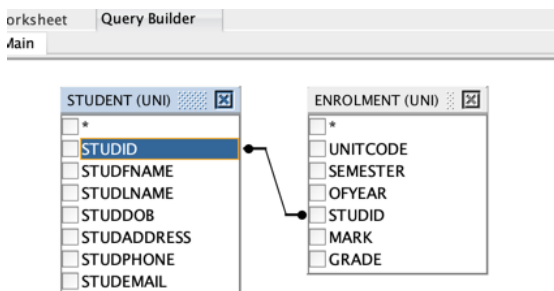 orksheet Query Builder
Main
STUDENT (UNI)
*
STUDID
STUDFNAME
STUDLNAME
STUDDOB
STUDADDRESS
STUDPHONE
STUDEMAIL
ENROLMENT (UNI)
*
UNITCODE
SEMESTER
OFYEAR
STUDID
MARK
GRADE